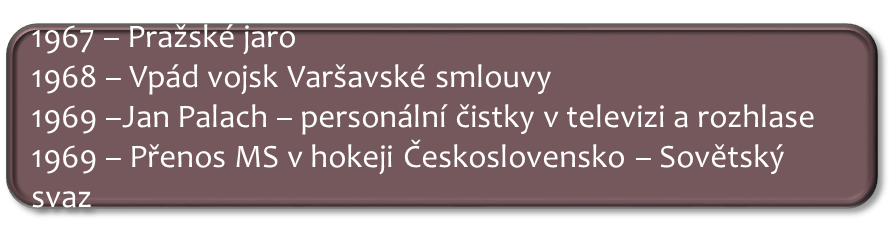 1967 – Pražské jaro
1968 – Vpád vojsk Varšavské smlouvy
1969 –Jan Palach – personální čistky v televizi a rozhlase
1969 – Přenos MS v hokeji Československo – Sovětský
svaz